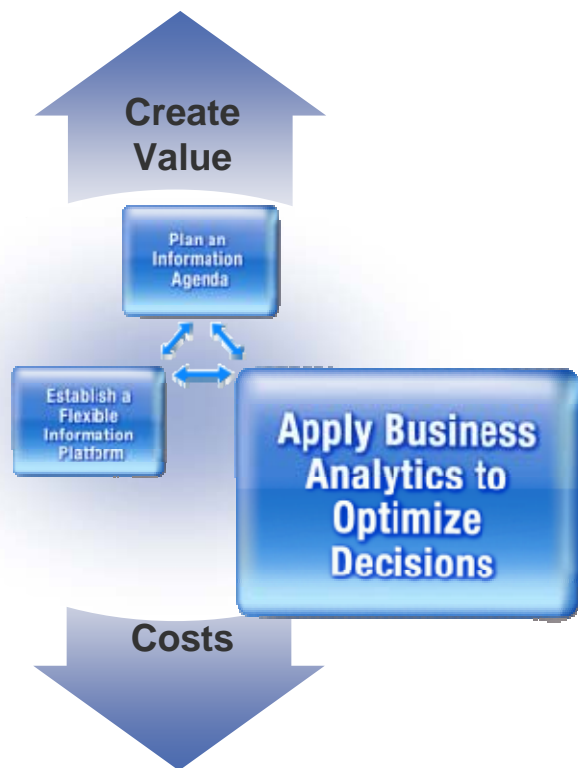 Create
Value
Plan an
Information
Agenda
Establish a
Flexible
Information
Platform
Apply Business
Analytics to
Optimize
Decisions
Costs